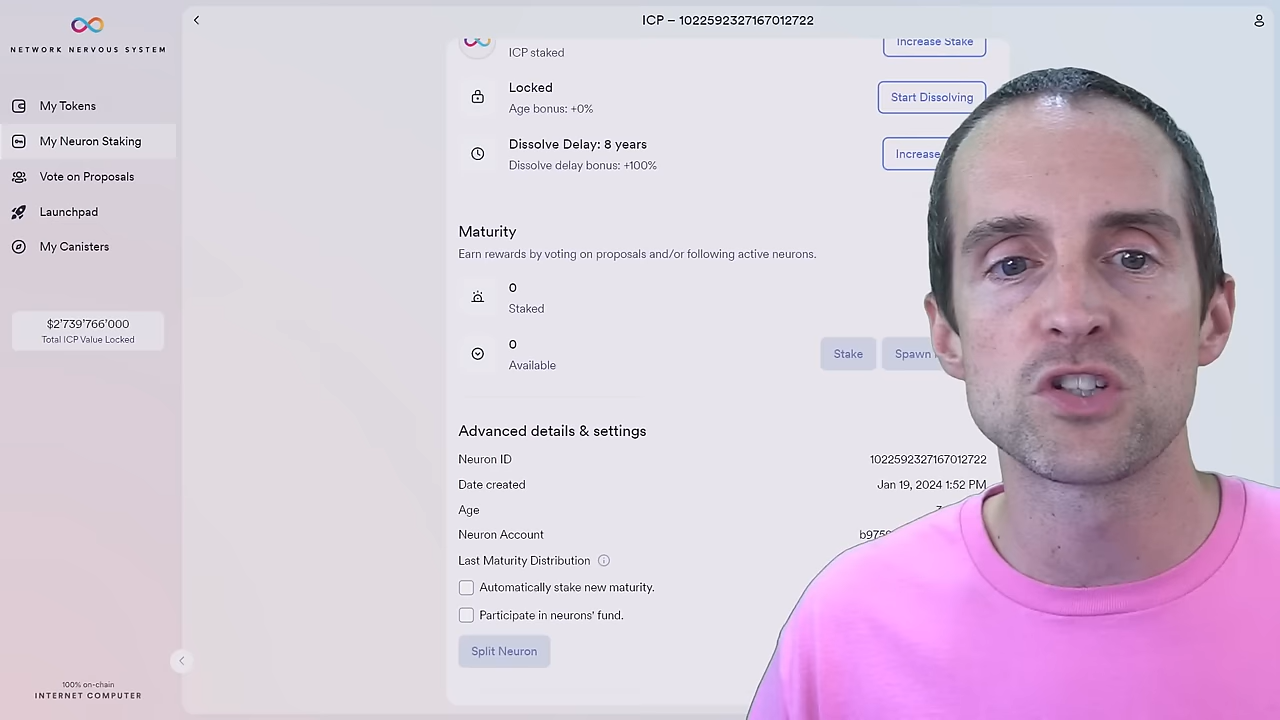 ICP – 10225923271670122722
NETWORK NERVOUS SYSTEM
My Tokens
My Neuron Staking
Vote on Proposals
Launchpad
My Canisters
$2'739'766'000
Total ICP Value Locked
100% on-chain
INTERNET COMPUTER
ICP staked
Increase Stake
Locked
Age bonus: +0%
Start Dissolving
Dissolve Delay: 8 years
Dissolve delay bonus: +100%
Increase
Maturity
Earn rewards by voting on proposals and/or following active neurons.
0
Staked
0
Available
Stake
Spawn
Advanced details & settings
Neuron ID 10225923271670122722
Date created Jan 19, 2024 1:52 PM
Age
Neuron Account b975
Last Maturity Distribution
Automatically stake new maturity.
Participate in neurons' fund.
Split Neuron